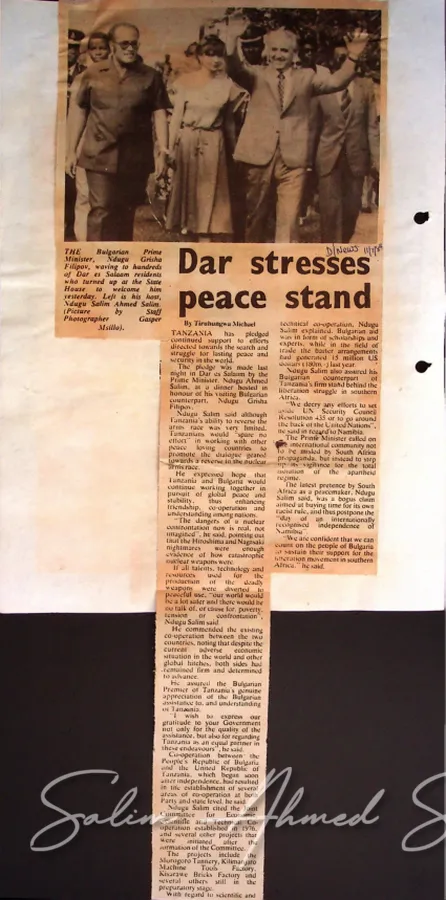 D/News
THE Bulgarian Prime
Minister, Ndugu Grisha
Filipov, waving to hundreds
of Dar es Salaam residents
who turned up at the State
House to welcome him
yesterday. Left is his host,
Ndugu Salim Ahmed Salim.
(Picture by Staff
Photographer Gasper
Msilile).
Dar stresses
peace stand
By Tiruhungwa Michael
TANZANIA has pledged
continued support to efforts
directed towards the search and
struggle for lasting peace and
security in the world.
The pledge was made last
night in Dar es Salaam by the
Prime Minister, Ndugu Ahmed
Salim, at a dinner hosted in
honour of his visiting Bulgarian
counterpart, Ndugu Grisha
Filipov.
Ndugu Salim said although
Tanzania's ability to reverse the
arms race was very limited,
Tanzanians would "spare no
effort" in working with other
peace loving countries to
promote the dialogue geared
towards a reverse to the nuclear
arms race.
He expressed hope that
Tanzania and Bulgaria would
continue working together in
pursuit of global peace and
stability, thus enhancing
friendship, co-operation and
understanding among nations.
"The dangers of a nuclear
confrontation now is real, not
imagined", he said, pointing out
that the Hiroshima and Nagsaki
nightmares were enough
evidence of how catastrophic
nuclear weapons were.
If all talents, technology and
resources used for the
production of the deadly
weapons were diverted to
peaceful use, "our world would
be a lot safer and there would be
no talk of, or cause for, poverty,
tension or confrontation",
Ndugu Salim said.
He commended the existing
co-operation between the two
countries, noting that despite the
current adverse economic
situation in the world and other
global hitches, both sides had
remained firm and determined
to advance.
He assured the Bulgarian
Premier of Tanzania's genuine
appreciation of the Bulgarian
assistance to, and understanding
of Tanzania.
"I wish to express our
gratitude to your Government
not only for the quality of the
assistance, but also for regarding
Tanzania as an equal partner in
these endeavours", he said.
Co-operation between the
People's Republic of Bulgaria
and the United Republic of
Tanzania, which began soon
after independence, had resulted
in the establishment of several
areas of co-operation at both
Party and state level, he said.
Ndugu Salim cited the
Committee for
operation established in 1976,
and several other projects that
were initiated after the
formation of the Committee.
The projects include the
Morogoro Tannery, Kilimanjaro
Machine Tools Factory,
Kisarawe Bricks Factory and
several others still in the
preparatory stage.
With regard to scientific and
technical co-operation, Ndugu
Salim explained, Bulgarian aid
was in form of scholarships and
experts, while in the field of
trade the barter arrangements
had generated 15 million US
dollars last year.
Ndugu Salim also assured his
Bulgarian counterpart of
Tanzania's firm stand behind the
liberation struggle in southern
Africa.
"We decry any efforts to set
aside UN Security Council
Resolution 435 or to go around
the back of the United Nations",
he said in regard to Namibia.
The Prime Minister called on
international community not
to be misled by South Africa
propaganda, but instead to step
up its vigilance for the total
isolation of the apartheid
regime.
The latest pretence by South
Africa as a peacemaker, Ndugu
Salim said, was a bogus claim
aimed at buying time for its own
racist rule, and thus postpone the
"day of an internationally
recognised independence of
Namibia".
"We are confident that we can
count on the people of Bulgaria
to sustain their support for the
liberation movement in southern
Africa," he said.
Salim Ahmed S